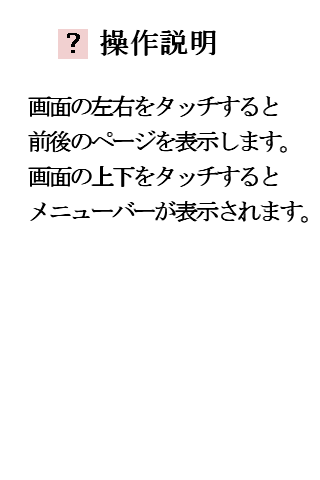 ? 操作説明
画面の左右をタッチすると
前後のページを表示します。
画面の上下をタッチすると
メニューバーが表示されます。